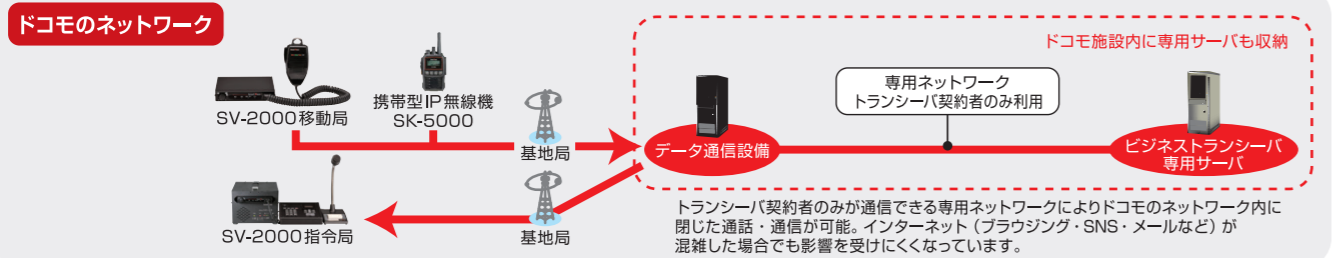 ドコモのネットワーク
ドコモ施設内に専用サーバも収納
専用ネットワーク
トランシーバ契約者のみ利用
SV-2000移動局
携帯型IP無線機
SK-5000
基地局
データ通信設備
ビジネストランシーバ
専用サーバ
SV-2000指令局
基地局
トランシーバ契約者のみが通信できる専用ネットワークによりドコモのネットワーク内に
閉じた通話・通信が可能。インターネット（ブラウジング・SNS・メールなど）が
混雑した場合でも影響を受けにくくなっています。